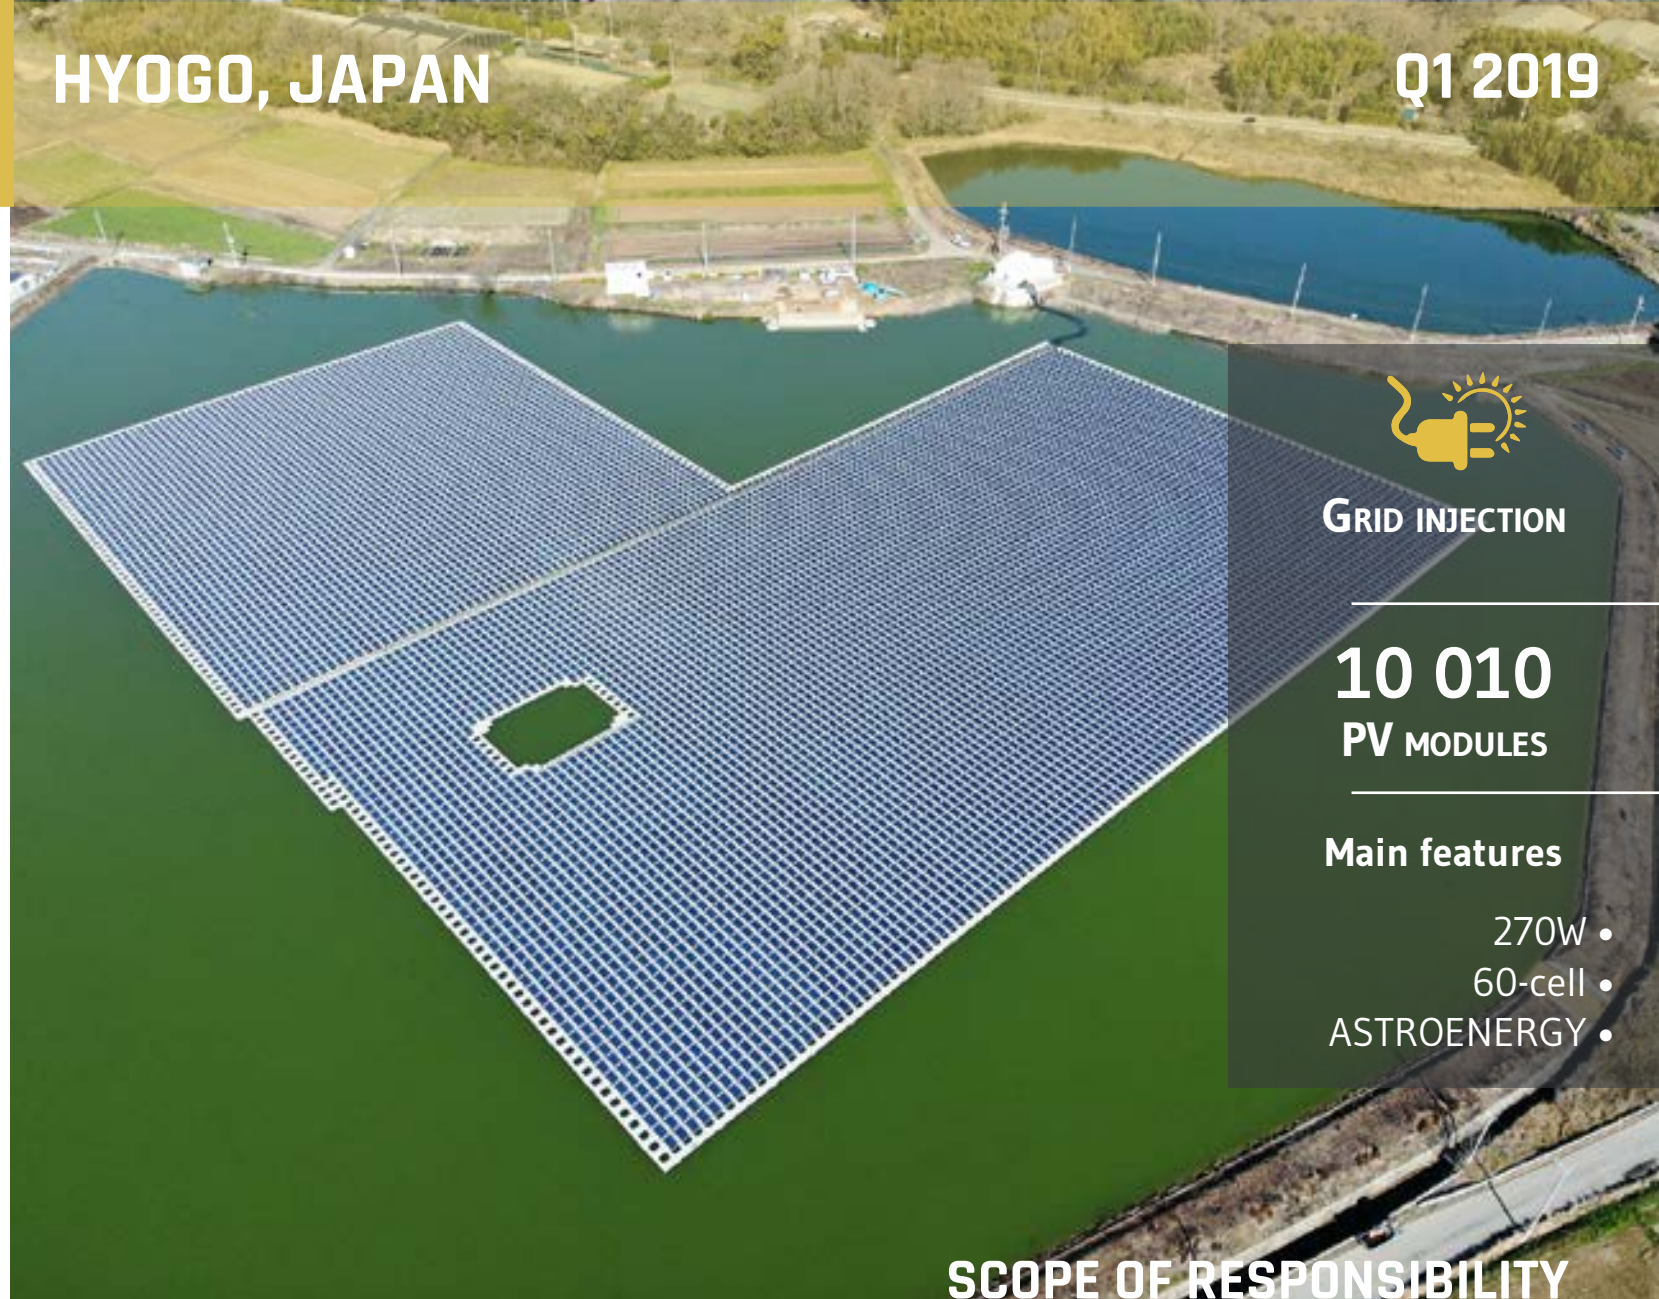 HYOGO, JAPAN
Q1 2019
GRID INJECTION
10 010
PV MODULES
Main features
270W •
60-cell •
ASTROENERGY •
SCOPE OF RESPONSIBILITY